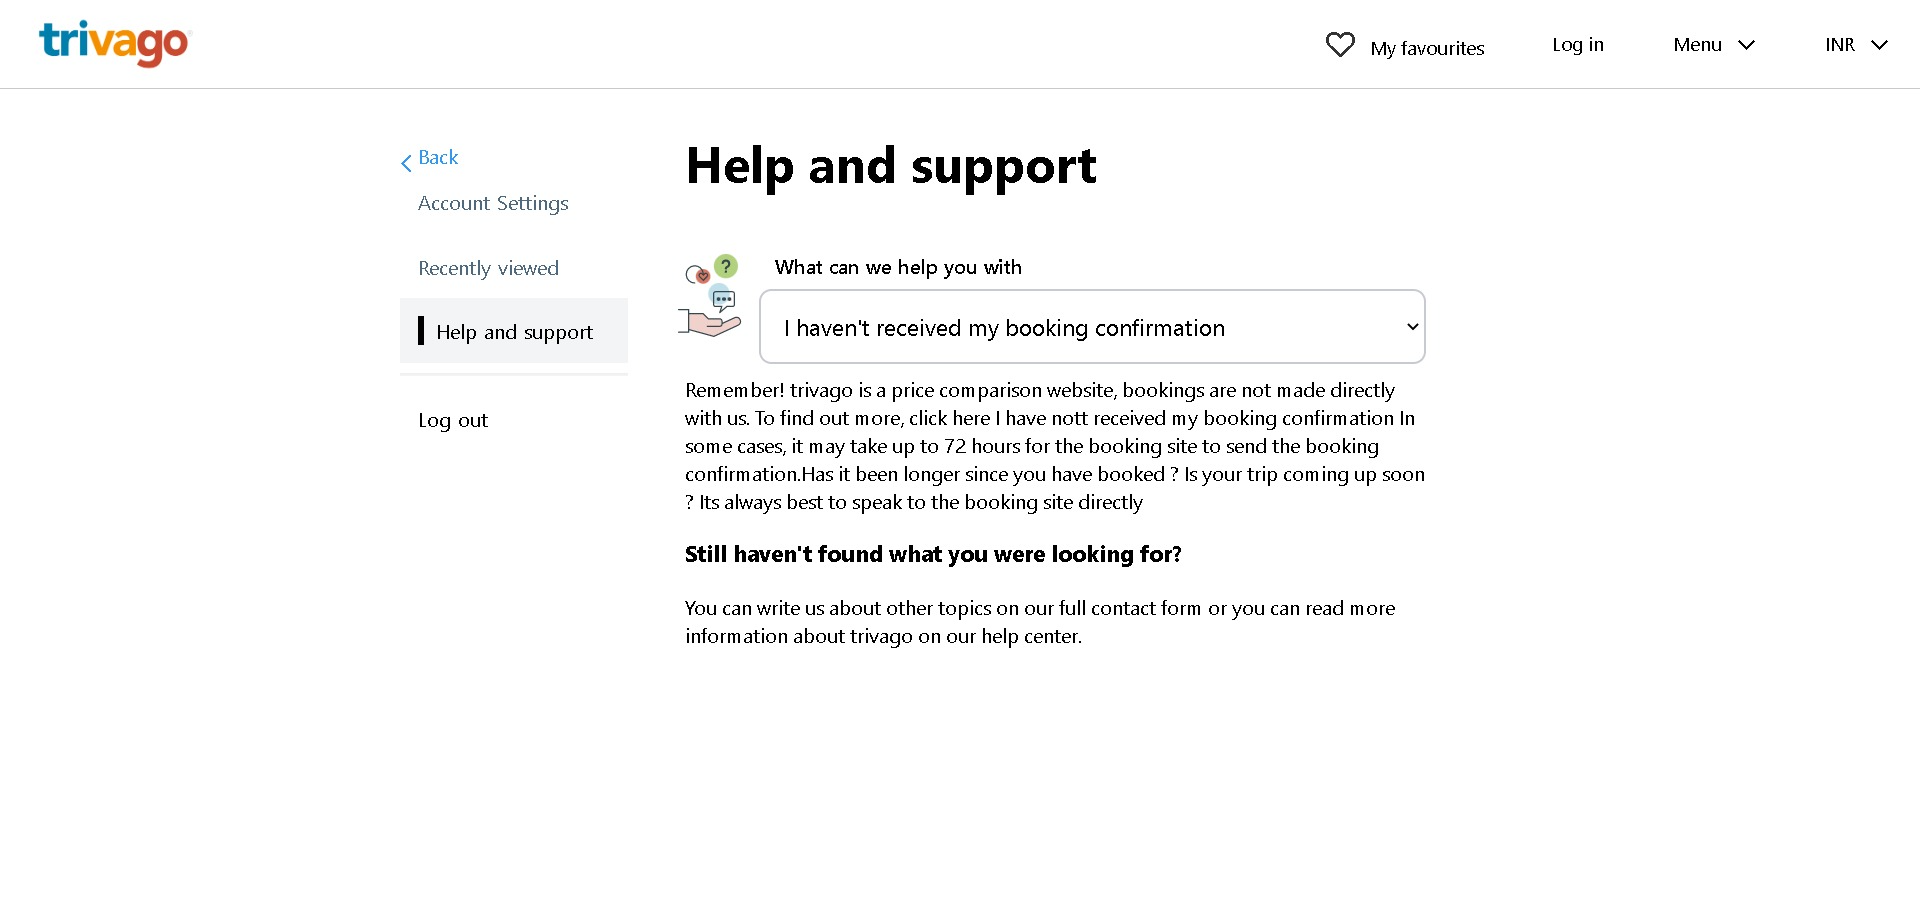 trivago
My favourites
Log in
Menu
INR
Back
Account Settings
Recently viewed
Help and support
Log out
Help and support
?
What can we help you with
I haven't received my booking confirmation
Remember! trivago is a price comparison website, bookings are not made directly
with us. To find out more, click here I have nott received my booking confirmation In
some cases, it may take up to 72 hours for the booking site to send the booking
confirmation.Has it been longer since you have booked ? Is your trip coming up soon
? Its always best to speak to the booking site directly
Still haven't found what you were looking for?
You can write us about other topics on our full contact form or you can read more
information about trivago on our help center.